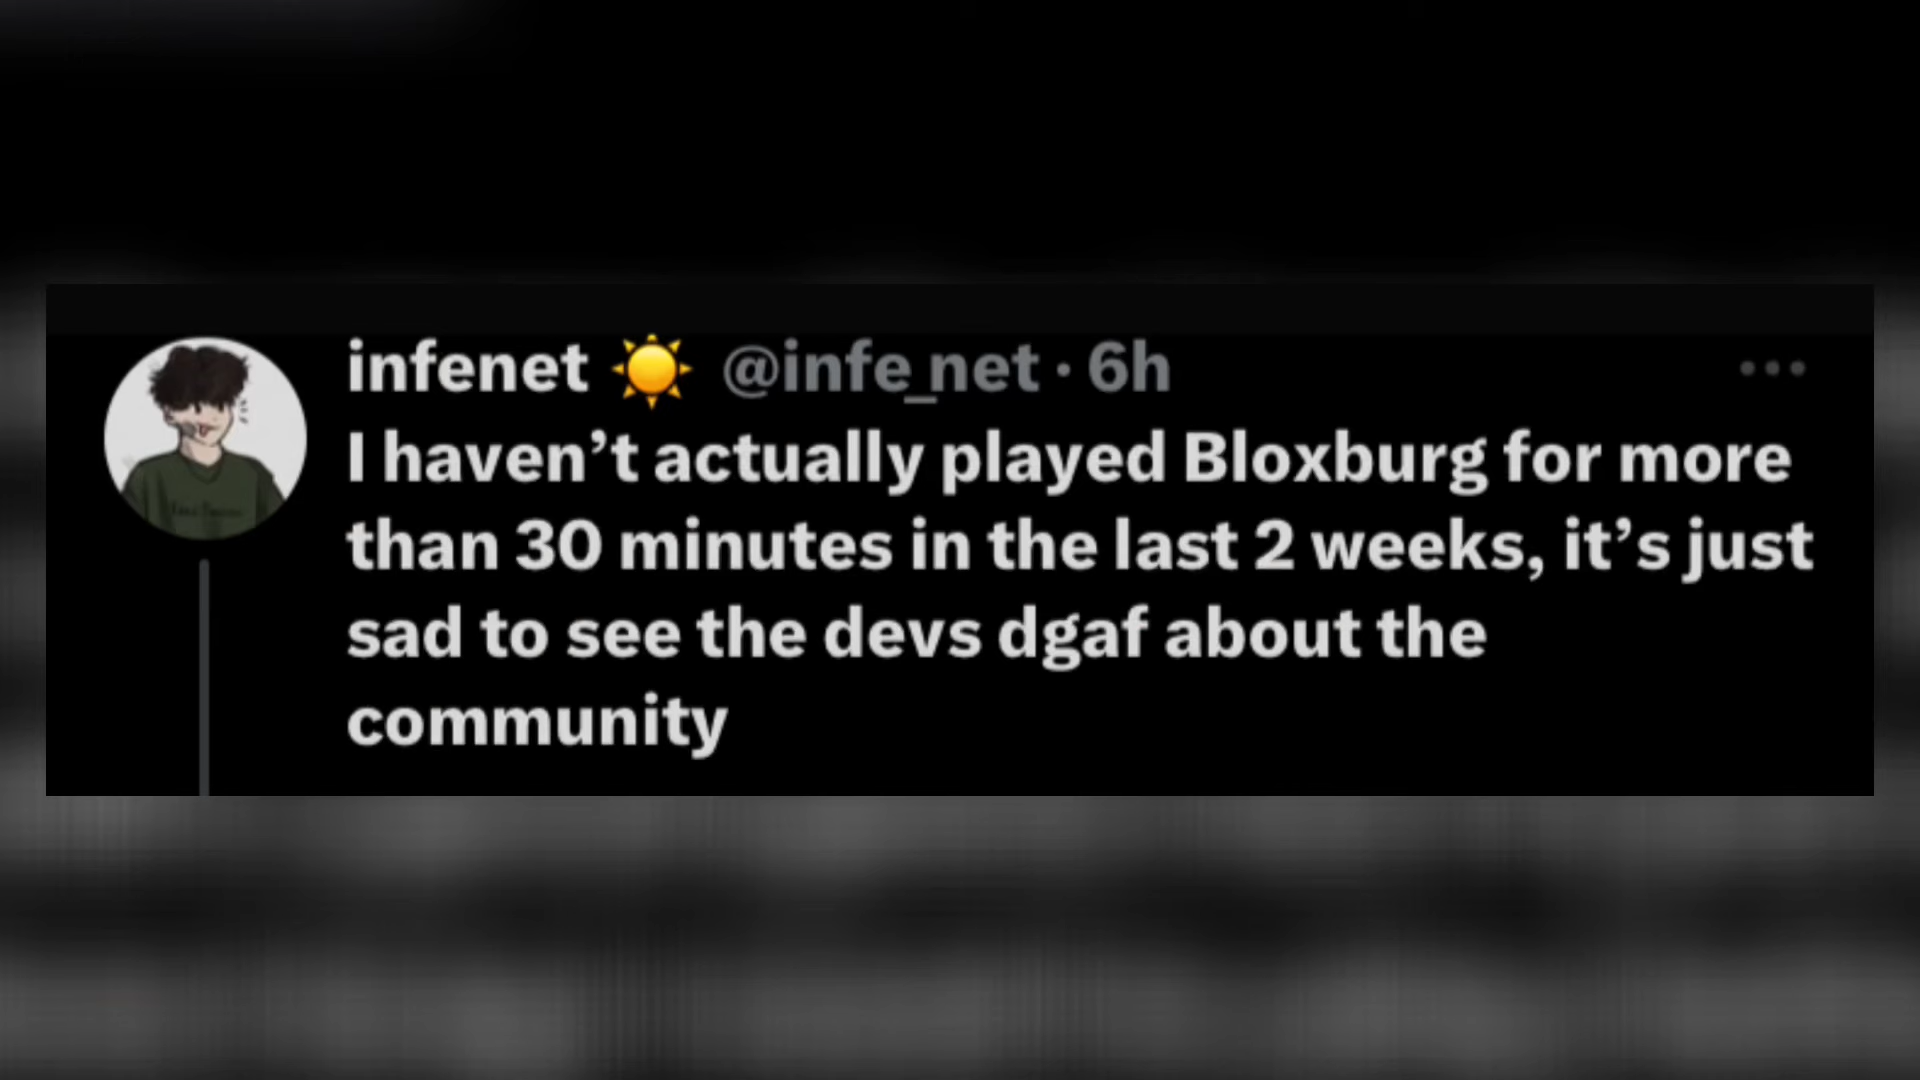 infenet ☀️ @infe_net · 6h
I haven’t actually played Bloxburg for more
than 30 minutes in the last 2 weeks, it’s just
sad to see the devs dgaf about the
community